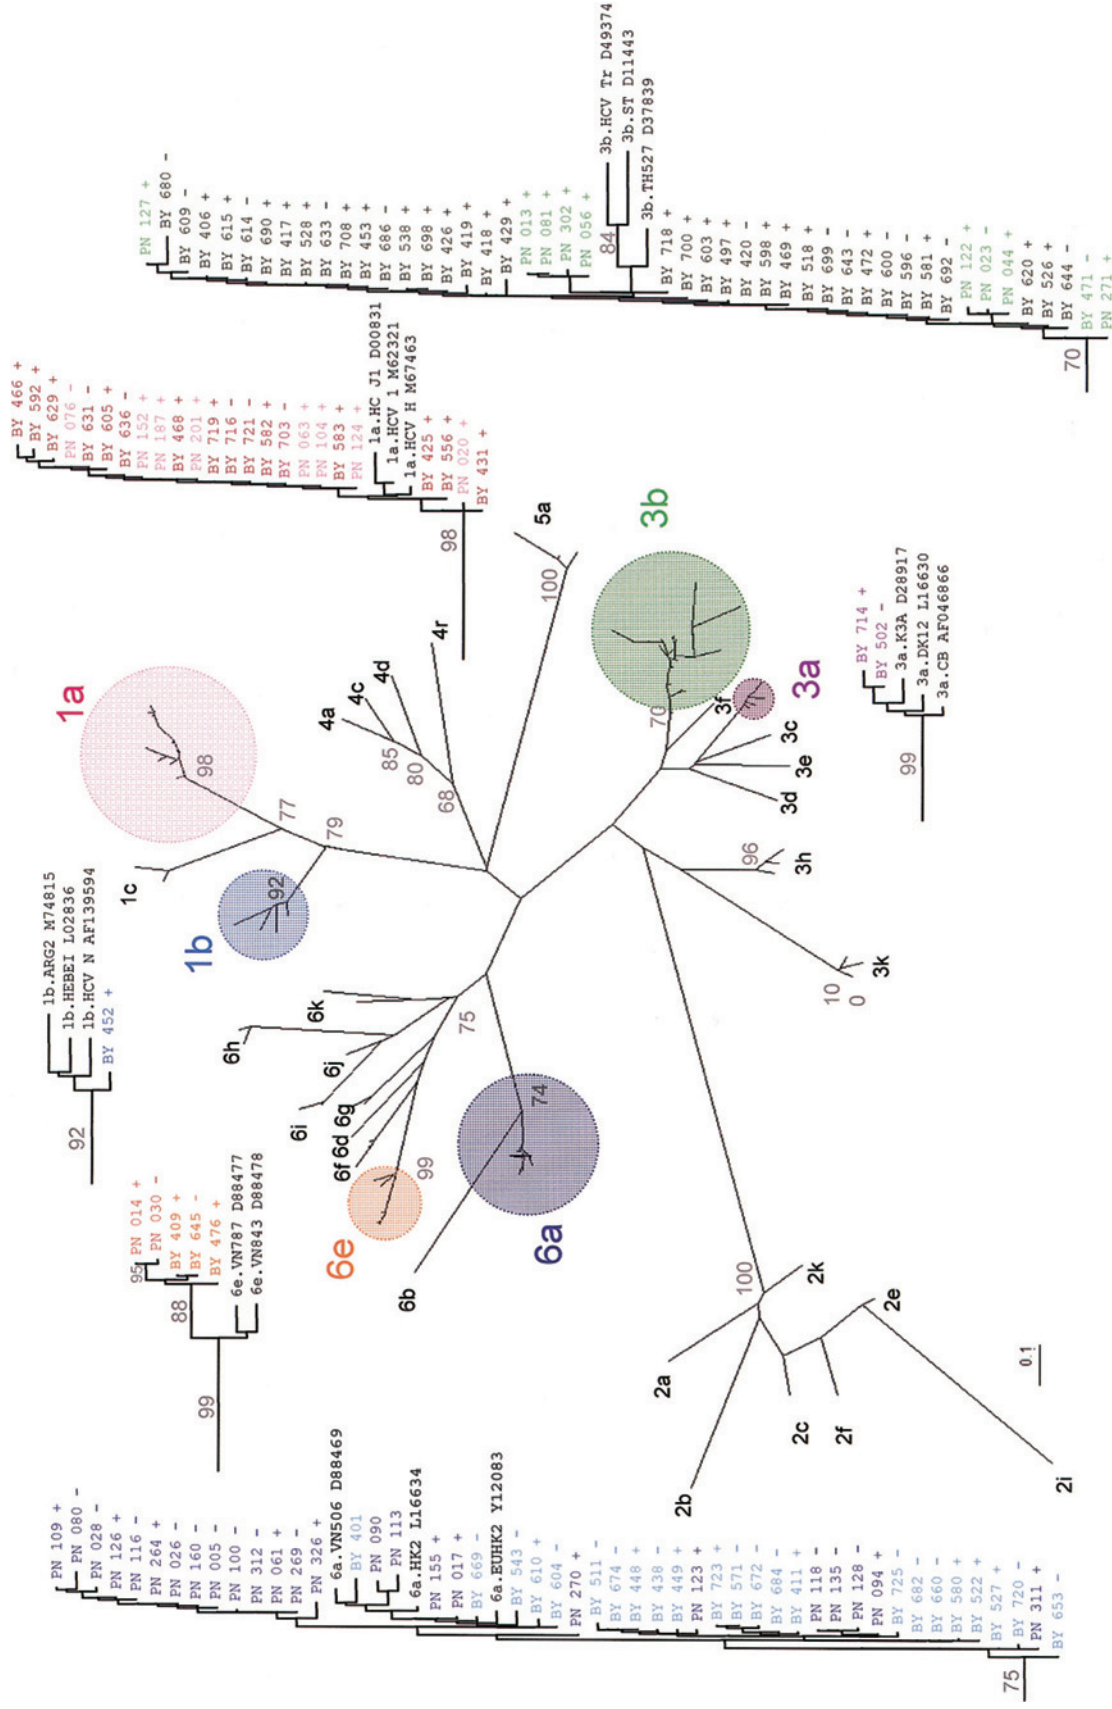 PN 109 +
PN 080 -
PN 028 -
PN 126 +
PN 116 -
PN 264 +
PN 026 -
PN 160 -
PN 005 -
PN 100 -
PN 312 -
PN 061 +
PN 269 -
PN 326 +
6a.VN506 D88469
BY 401
PN 090
PN 113
6a.HK2 L16634
PN 155 +
PN 017 +
BY 669 -
6a.EUHK2 Y12083
BY 543 -
BY 610 +
BY 604 -
PN 270 +
BY 511 -
BY 674 -
BY 448 +
BY 438 -
BY 449 +
PN 123 +
BY 723 +
BY 571 -
BY 672 -
BY 684 -
BY 411 +
PN 118 -
PN 135 -
PN 128 -
PN 094 +
BY 725 -
BY 682 -
BY 660 -
BY 580 +
BY 522 +
BY 527 +
BY 720 -
PN 311 +
BY 653 -
75
PN 014 +
PN 030 -
BY 409 +
BY 645 -
BY 476 +
6e.VN787 D88477
6e.VN843 D88478
95
88
99
1b.ARG2 M74815
1b.HEBEI L02836
1b.HCV N AF139594
BY 452 +
92
BY 466 +
BY 592 +
BY 629 +
PN 076 -
BY 631 -
BY 605 +
BY 636 -
PN 152 +
PN 187 +
BY 468 +
PN 201 +
BY 719 +
BY 716 -
BY 721 -
BY 582 +
BY 703 -
PN 063 +
PN 104 +
BY 583 +
PN 124 +
1a.HC J1 D00831
1a.HCV 1 M62321
1a.HCV H M67463
BY 425 +
BY 556 +
PN 020 +
BY 431 +
98
PN 127 +
BY 680 -
BY 609 -
BY 406 +
BY 615 +
BY 614 -
BY 690 +
BY 417 +
BY 528 +
BY 633 -
BY 708 +
BY 453 +
BY 686 -
BY 538 +
BY 698 +
BY 426 +
BY 419 +
BY 418 +
BY 429 +
PN 013 +
PN 081 +
PN 302 +
PN 056 +
3b.HCV Tr D49374
3b.ST D11443
3b.TH527 D37839
84
BY 718 +
BY 700 +
BY 603 +
BY 497 +
BY 420 -
BY 598 +
BY 469 +
BY 518 +
BY 699 -
BY 643 -
BY 472 +
BY 600 -
BY 596 -
BY 581 +
BY 692 -
PN 122 +
PN 023 -
PN 044 +
BY 620 +
BY 526 +
BY 644 -
BY 471 -
PN 271 +
70
BY 714 +
BY 502 -
3a.K3A D28917
3a.DK12 L16630
3a.CB AF046866
99
1a
98
77
79
1c
1b
92
4a
4c
4d
4r
85
80
68
5a
100
3b
70
3f
3a
3c
3e
3d
96
3h
3k
10
0
6k
6h
6j
6i
6g
6d
6f
75
6e
99
6b
6a
74
100
2k
2e
2a
2c
2f
2b
2i
0.1